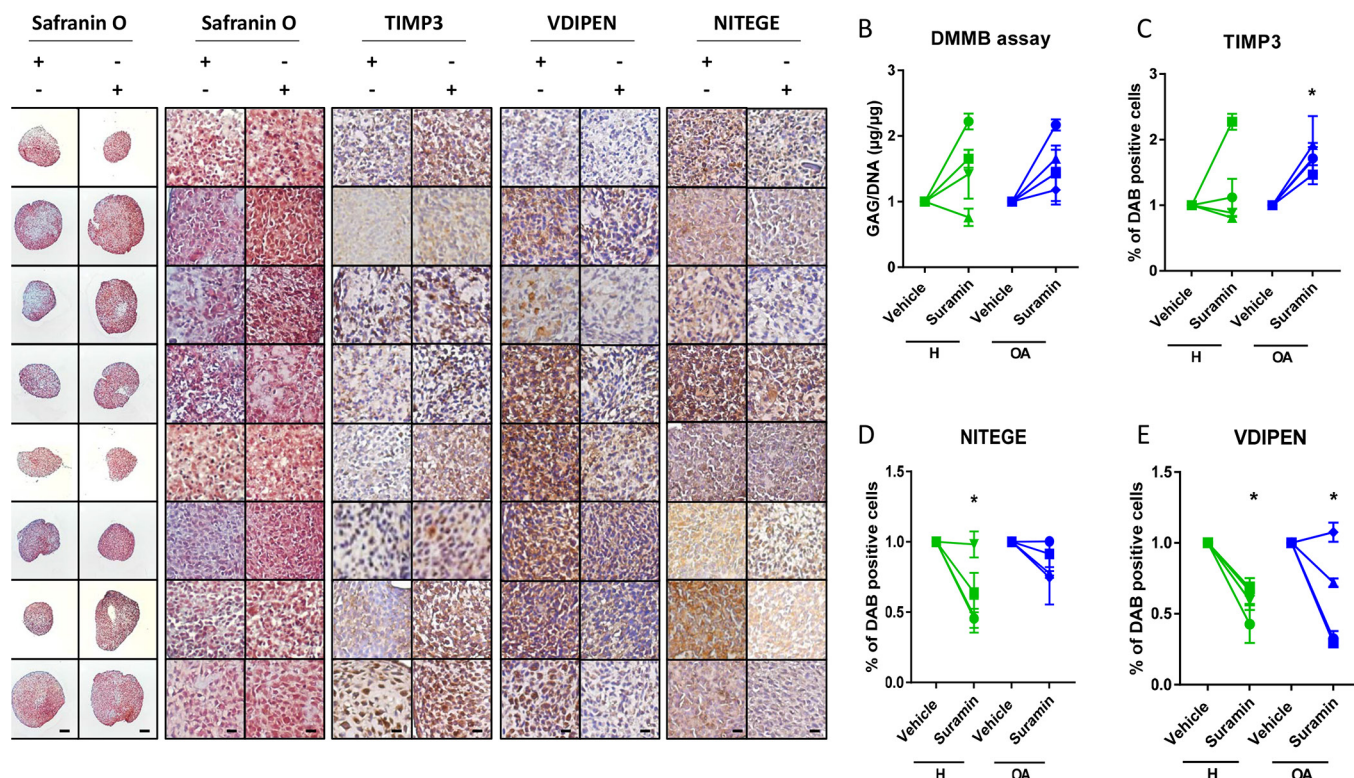 Safranin O Safranin O TIMP3 VDIPEN NITEGE
+ - + - + - + - + -
- + - + - + - + - +
B
DMMB assay
GAG/DNA (µg/µg)
3
2
1
0
Vehicle Suramin Vehicle Suramin
H OA
C
TIMP3
% of DAB positive cells
3
2
1
0
*
Vehicle Suramin Vehicle Suramin
H OA
D
NITEGE
% of DAB positive cells
1.5
1.0
0.5
0.0
*
Vehicle Suramin Vehicle Suramin
H OA
E
VDIPEN
% of DAB positive cells
1.5
1.0
0.5
0.0
* *
Vehicle Suramin Vehicle Suramin
H OA